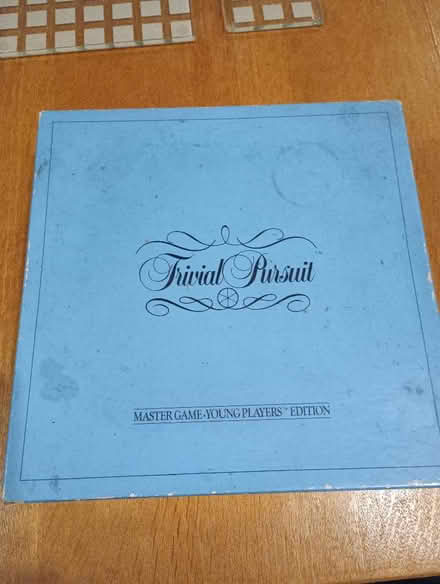 Trivial Pursuit
MASTER GAME-YOUNG PLAYERS™ EDITION